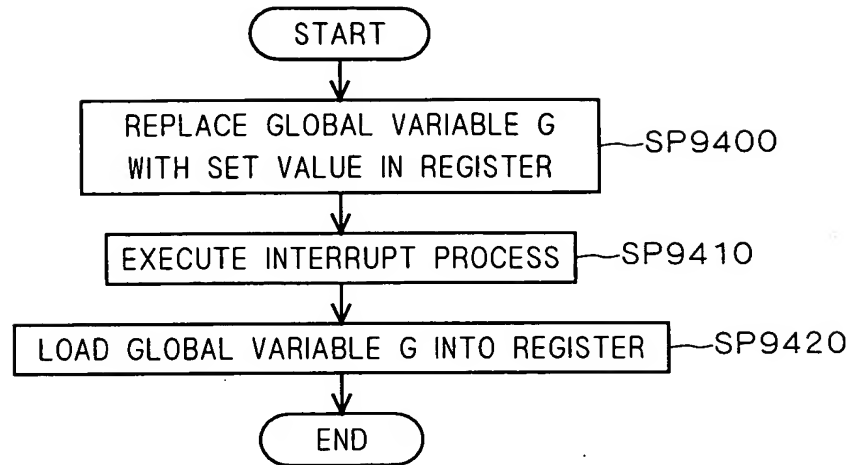 START
REPLACE GLOBAL VARIABLE G
WITH SET VALUE IN REGISTER
SP9400
EXECUTE INTERRUPT PROCESS
SP9410
LOAD GLOBAL VARIABLE G INTO REGISTER
SP9420
END